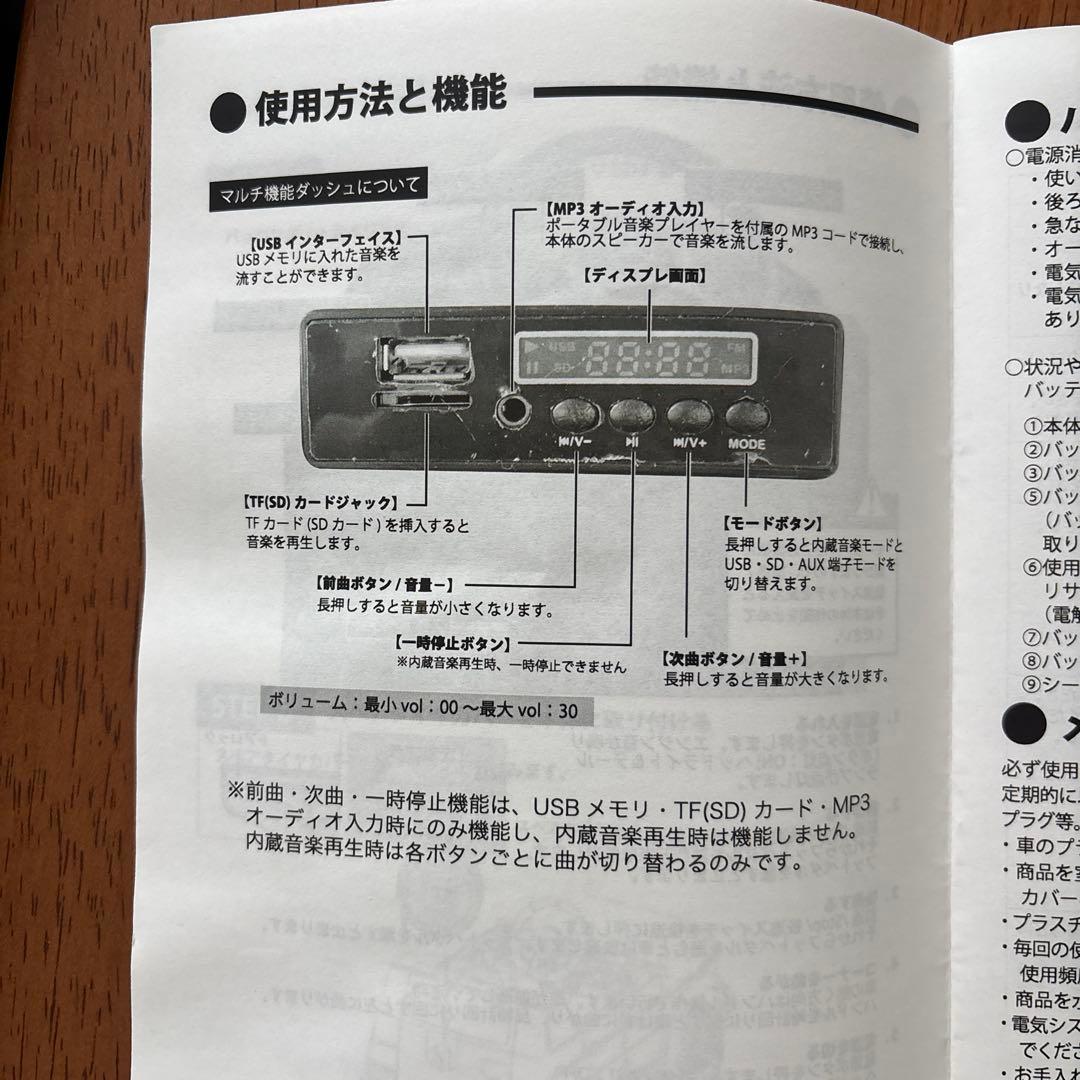 ●使用方法と機能
マルチ機能ダッシュについて
【USB インターフェイス】
USB メモリに入れた音楽を
流すことができます。
【MP3 オーディオ入力】
ポータブル音楽プレイヤーを付属の MP3 コードで接続し、
本体のスピーカーで音楽を流します。
【ディスプレ画面】
USB
88:88
FM
SD
MP3
⏮/V−
⏯
⏭/V+
MODE
【TF(SD) カードジャック】
TF カード (SD カード ) を挿入すると
音楽を再生します。
【モードボタン】
長押しすると内蔵音楽モードと
USB・SD・AUX 端子モードを
切り替えます。
【前曲ボタン / 音量－】
長押しすると音量が小さくなります。
【一時停止ボタン】
※内蔵音楽再生時、一時停止できません
【次曲ボタン / 音量＋】
長押しすると音量が大きくなります。
ボリューム：最小 vol：00 〜最大 vol：30
※前曲・次曲・一時停止機能は、USB メモリ・TF(SD) カード・MP3
オーディオ入力時にのみ機能し、内蔵音楽再生時は機能しません。
内蔵音楽再生時は各ボタンごとに曲が切り替わるのみです。
●
○電源消
・使い
・後ろ
・急な
・オー
・電気
・電気
あり
○状況や
バッテ
①本体
②バッ
③バッ
⑤バッ
（バッ
取り
⑥使用
リサ
（電解
⑦バッ
⑧バッ
⑨シー
●
必ず使用
定期的に
プラグ等。
・車のプ
・商品を
カバー
・プラスチ
・毎回の使
使用頻
・商品を
・電気シス
でくださ
・お手入れ